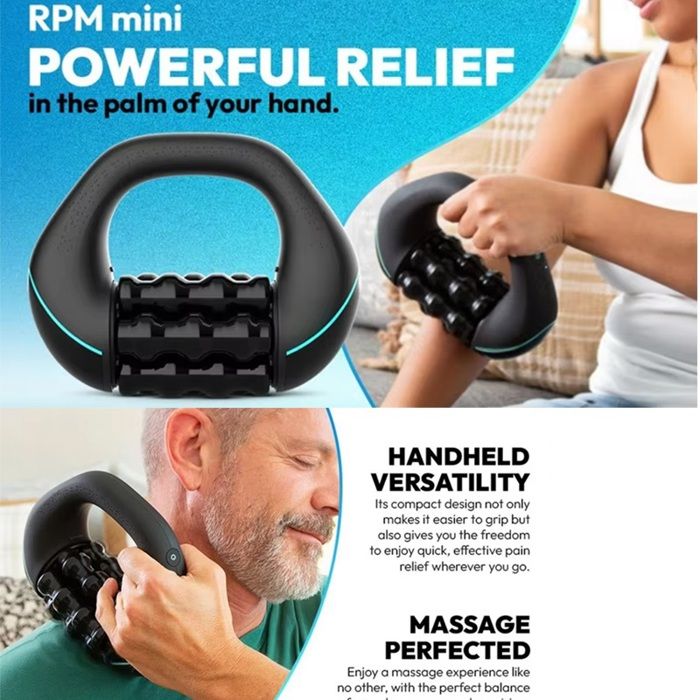 RPM mini
POWERFUL RELIEF
in the palm of your hand.
HANDHELD
VERSATILITY
Its compact design not only
makes it easier to grip but
also gives you the freedom
to enjoy quick, effective pain
relief wherever you go.
MASSAGE
PERFECTED
Enjoy a massage experience like
no other, with the perfect balance